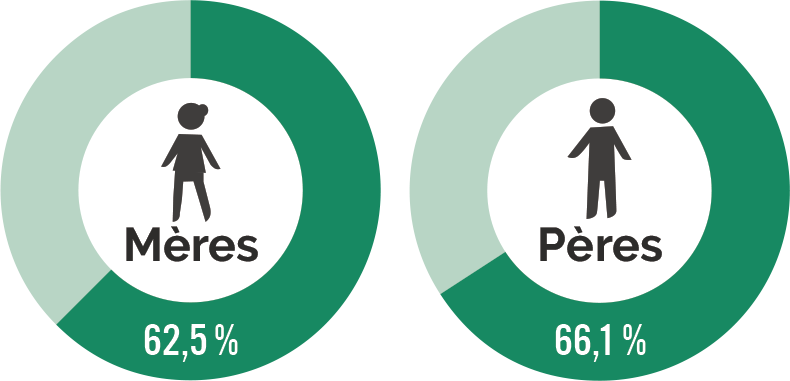 Mères
62,5 %
Pères
66,1 %